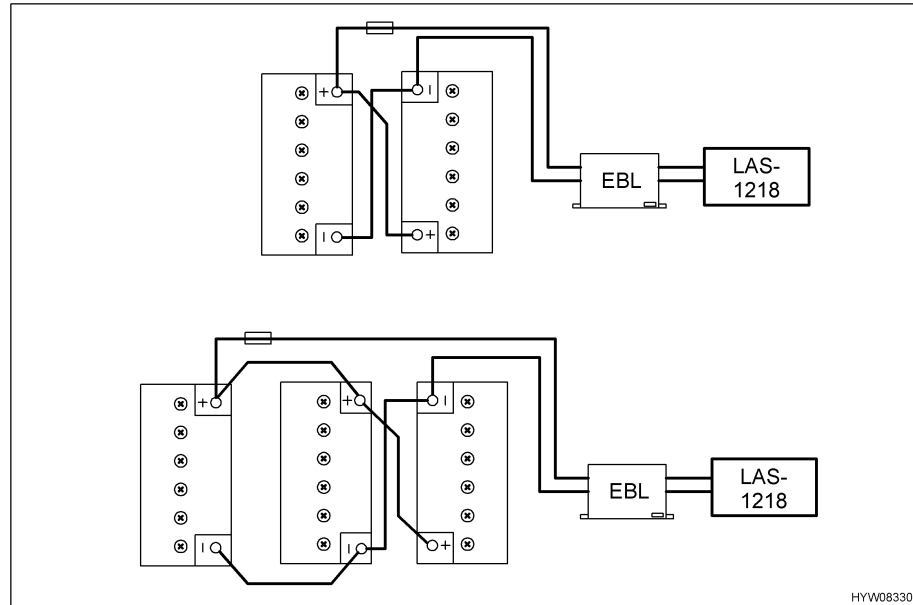 +
I
EBL
LAS-
1218
I
+
+
+
I
EBL
LAS-
1218
I
I
+
HYW08330